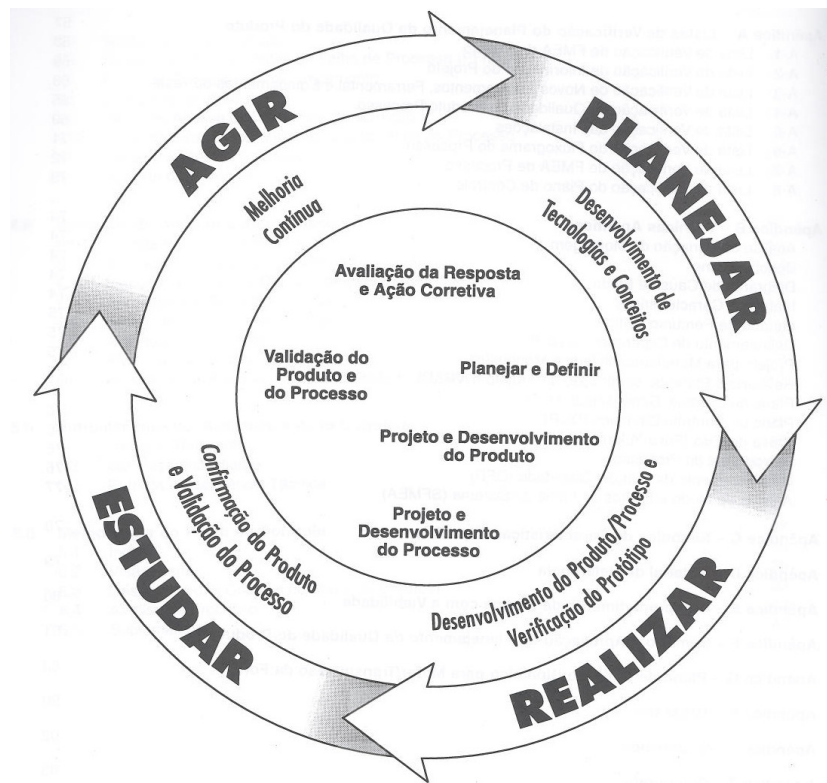 AGIR
PLANEJAR
REALIZAR
ESTUDAR
Melhoria
Contínua
Desenvolvimento de
Tecnologias e Conceitos
Desenvolvimento do Produto/Processo e
Verificação do Protótipo
Confirmação do Produto
e Validação do Processo
Avaliação da Resposta
e Ação Corretiva
Planejar e Definir
Projeto e Desenvolvimento
do Produto
Projeto e
Desenvolvimento
do Processo
Validação do
Produto e
do Processo